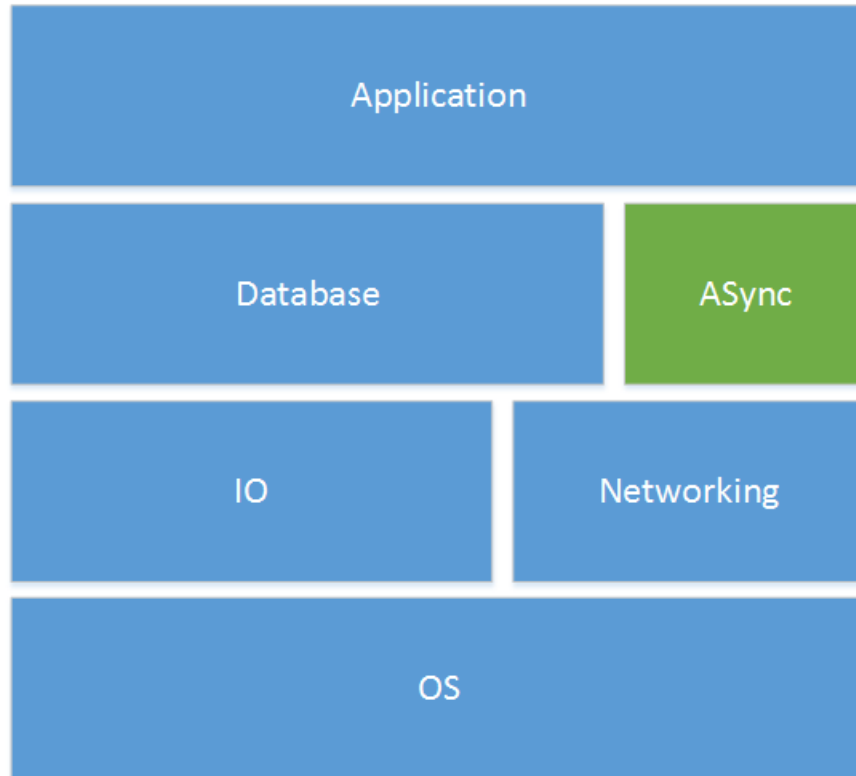 Application
Database
ASync
IO
Networking
OS